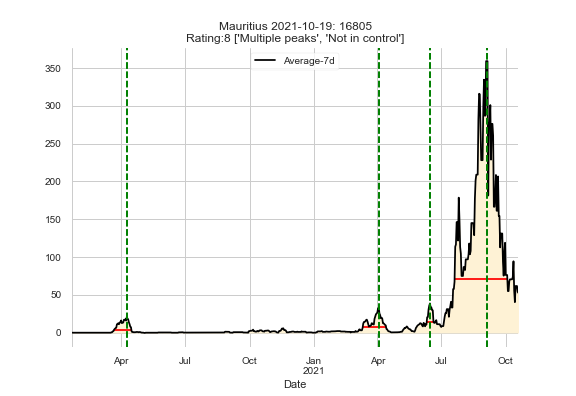 Mauritius 2021-10-19: 16805
Rating:8 ['Multiple peaks', 'Not in control']
Average-7d
350
300
250
200
150
100
50
0
Apr Jul Oct Jan Apr Jul Oct
2021
Date